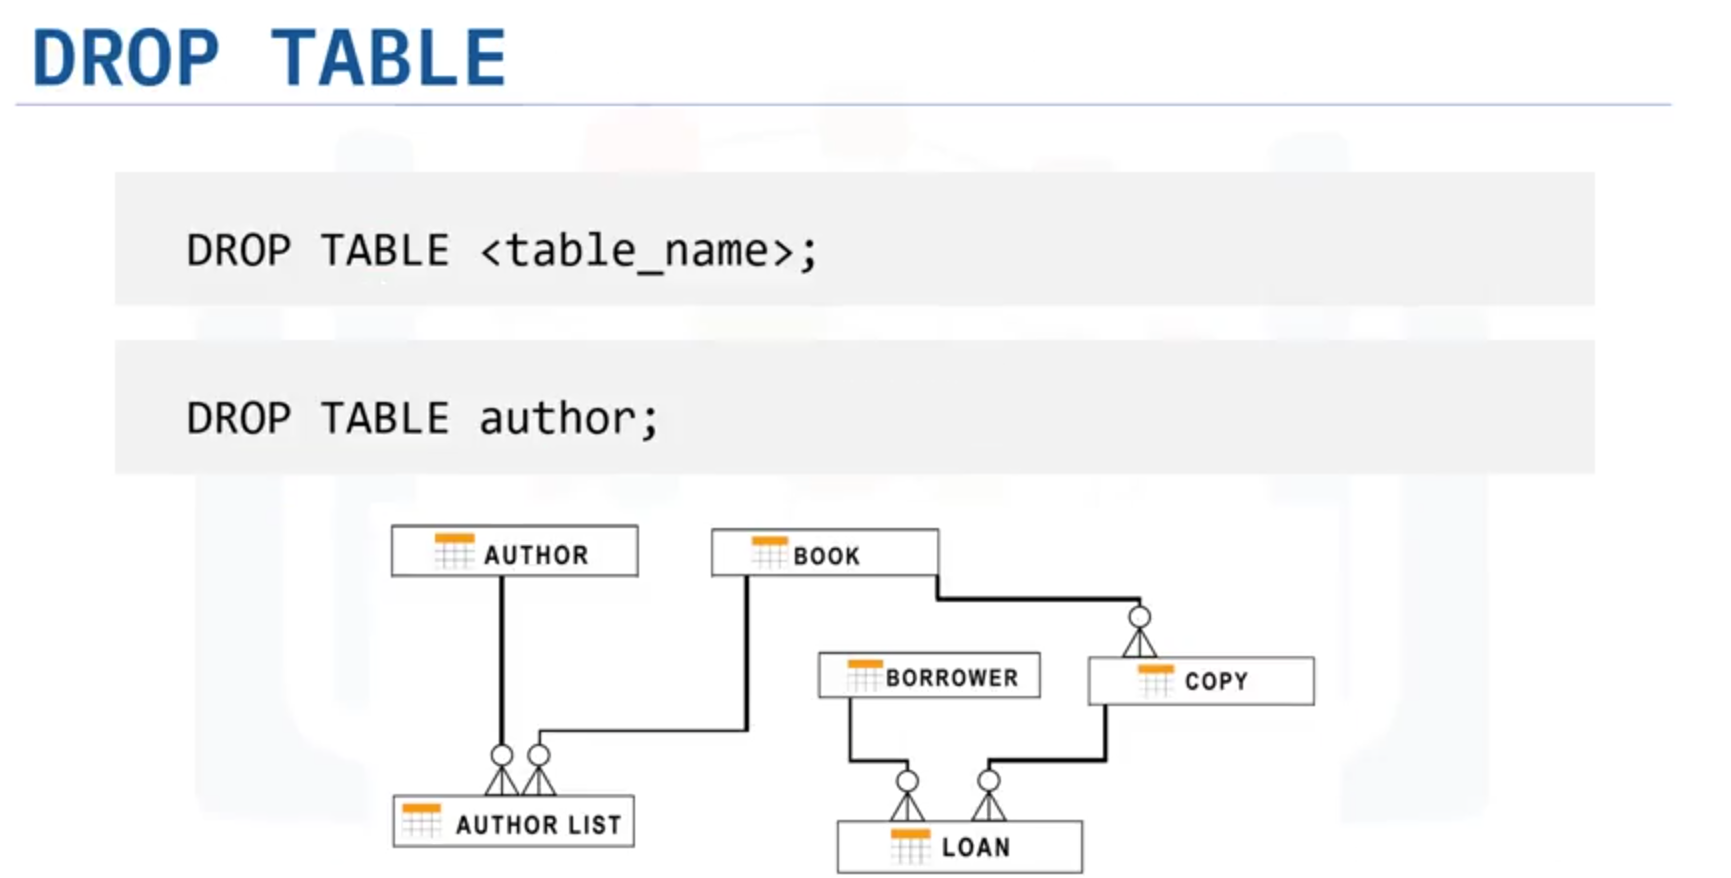 DROP TABLE
DROP TABLE <table_name>;
DROP TABLE author;
AUTHOR
BOOK
BORROWER
COPY
AUTHOR LIST
LOAN